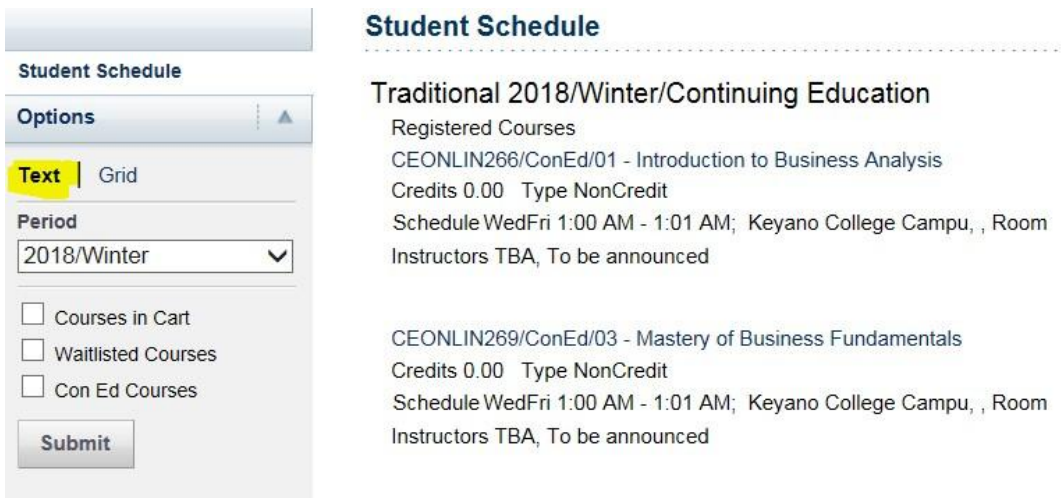 Student Schedule
Options
Text | Grid
Period
2018/Winter
Courses in Cart
Waitlisted Courses
Con Ed Courses
Submit
Student Schedule
Traditional 2018/Winter/Continuing Education
Registered Courses
CEONLIN266/ConEd/01 - Introduction to Business Analysis
Credits 0.00 Type NonCredit
Schedule WedFri 1:00 AM - 1:01 AM; Keyano College Campu, , Room
Instructors TBA, To be announced
CEONLIN269/ConEd/03 - Mastery of Business Fundamentals
Credits 0.00 Type NonCredit
Schedule WedFri 1:00 AM - 1:01 AM; Keyano College Campu, , Room
Instructors TBA, To be announced